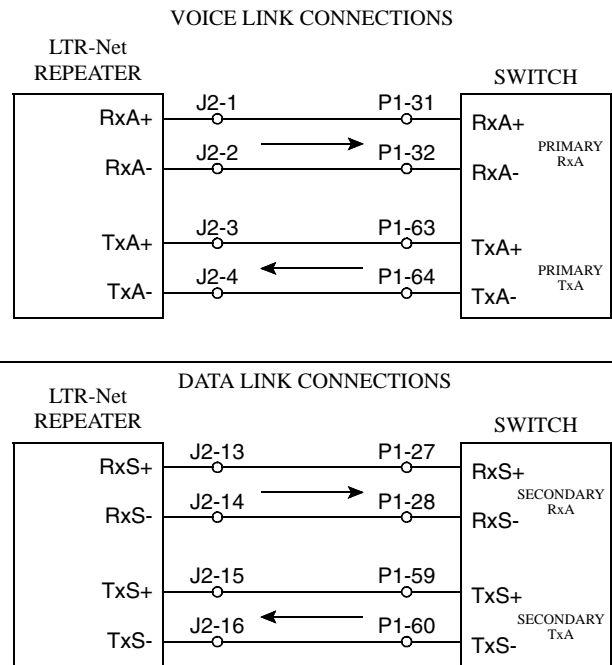 VOICE LINK CONNECTIONS
LTR-Net
REPEATER
SWITCH
RxA+ J2-1 P1-31 RxA+
RxA- J2-2 P1-32 RxA- PRIMARY
RxA
TxA+ J2-3 P1-63 TxA+
TxA- J2-4 P1-64 TxA- PRIMARY
TxA
DATA LINK CONNECTIONS
LTR-Net
REPEATER
SWITCH
RxS+ J2-13 P1-27 RxS+
RxS- J2-14 P1-28 RxS- SECONDARY
RxA
TxS+ J2-15 P1-59 TxS+
TxS- J2-16 P1-60 TxS- SECONDARY
TxA